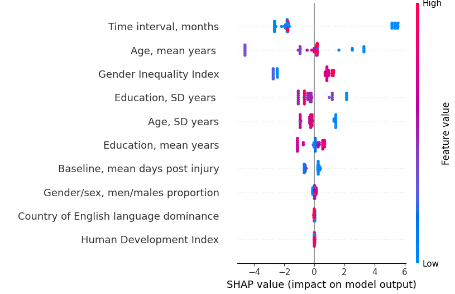 High
Time interval, months
Age, mean years
Gender Inequality Index
Education, SD years
Age, SD years
Education, mean years
Baseline, mean days post injury
Gender/sex, men/males proportion
Country of English language dominance
Human Development Index
Feature value
Low
−4 −2 0 2 4 6
SHAP value (impact on model output)